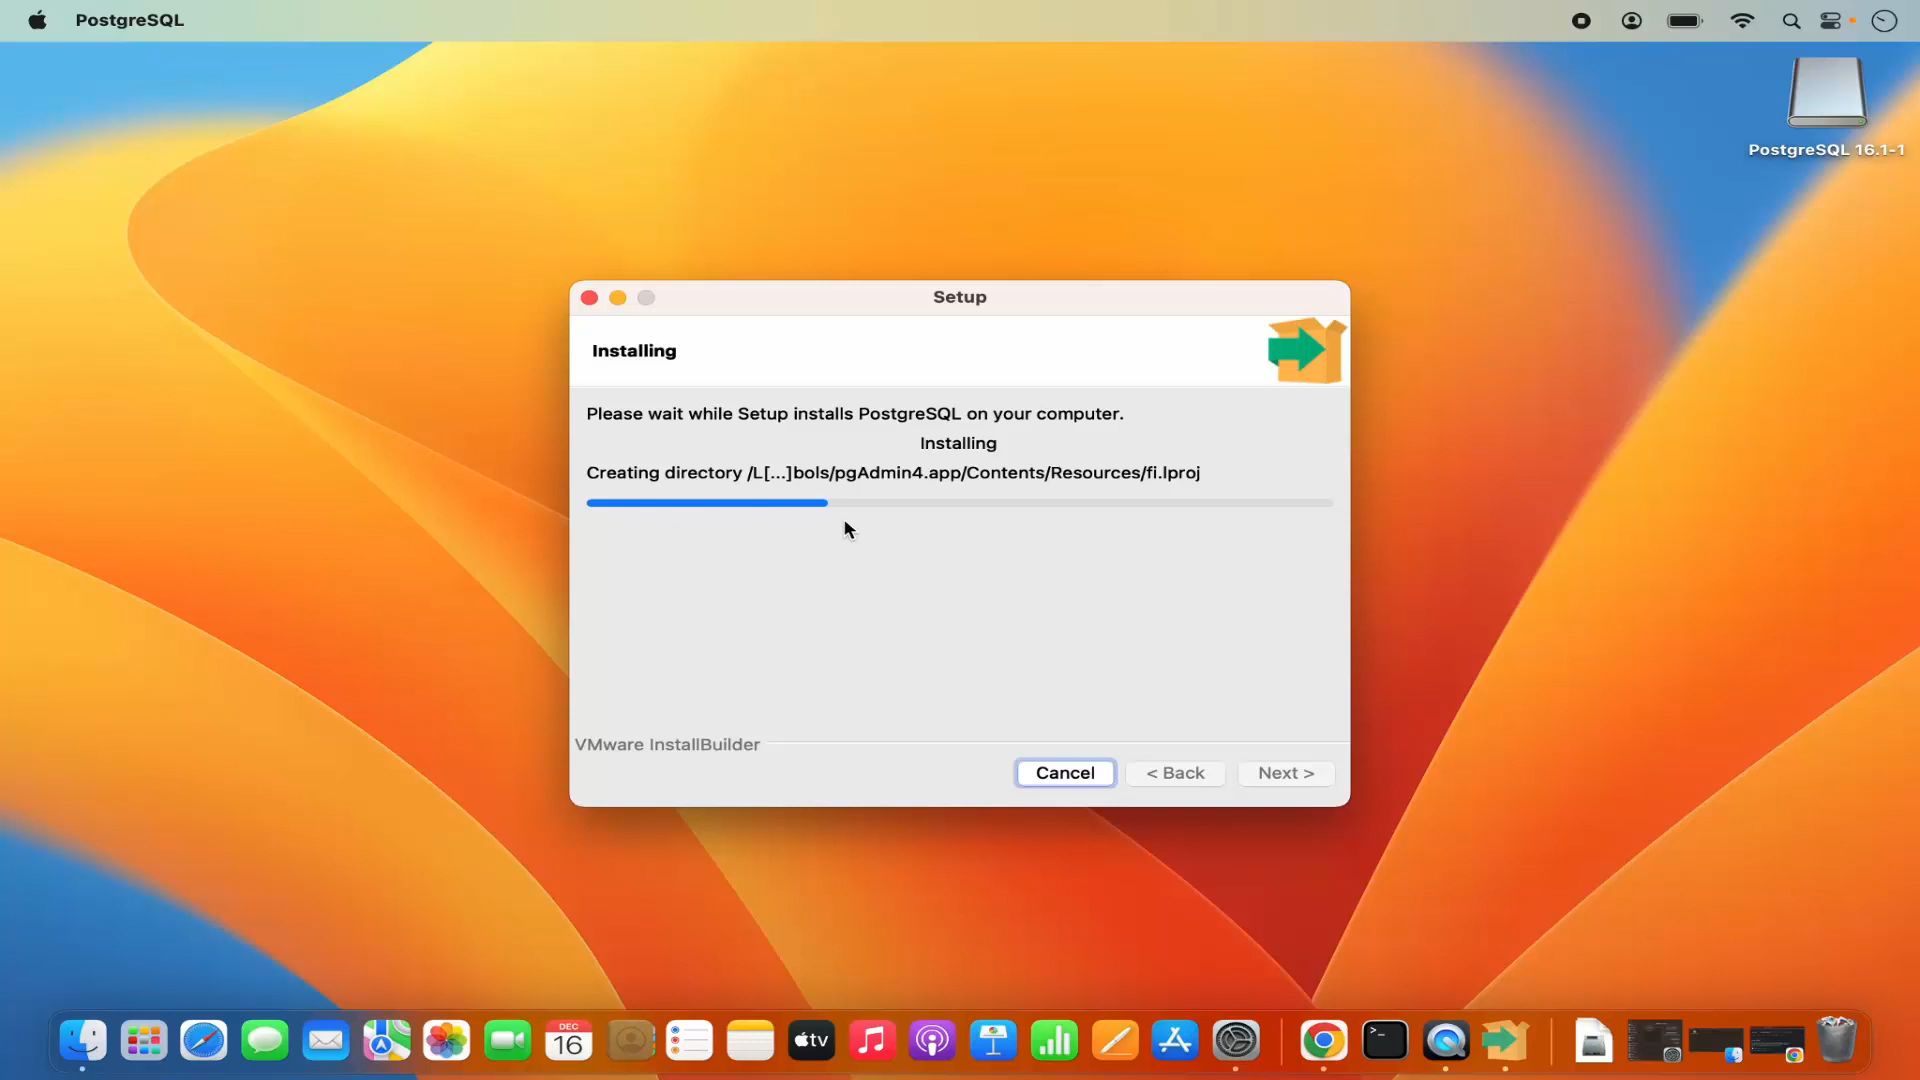 PostgreSQL
PostgreSQL 16.1-1
Setup
Installing
Please wait while Setup installs PostgreSQL on your computer.
Installing
Creating directory /L[...]bols/pgAdmin4.app/Contents/Resources/fi.lproj
VMware InstallBuilder
Cancel
< Back
Next >
DEC
16
tv
>_